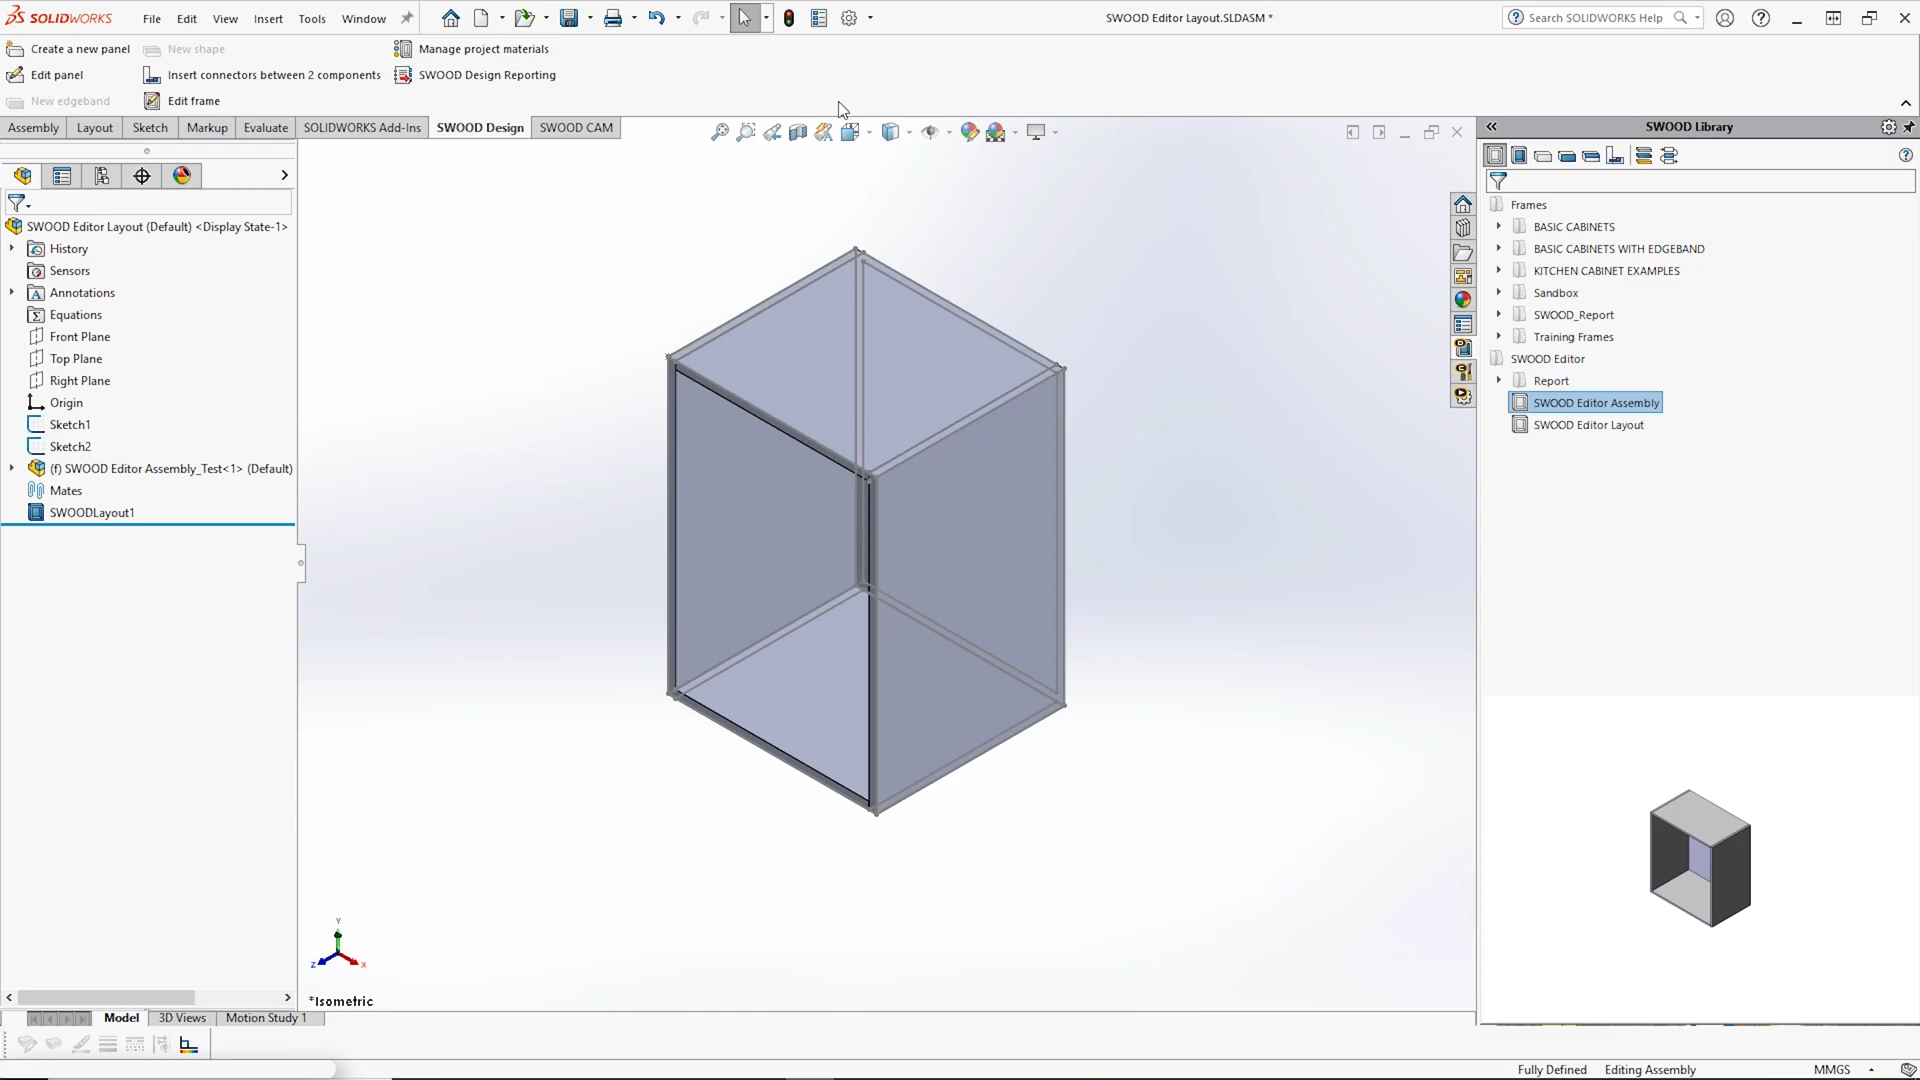 SOLIDWORKS File Edit View Insert Tools Window
SWOOD Editor Layout.SLDASM *
Search SOLIDWORKS Help
Create a new panel New shape Manage project materials
Edit panel Insert connectors between 2 components SWOOD Design Reporting
New edgeband Edit frame
Assembly Layout Sketch Markup Evaluate SOLIDWORKS Add-Ins SWOOD Design SWOOD CAM
SWOOD Editor Layout (Default) <Display State-1>
History
Sensors
Annotations
Equations
Front Plane
Top Plane
Right Plane
Origin
Sketch1
Sketch2
(f) SWOOD Editor Assembly_Test<1> (Default)
Mates
SWOODLayout1
Y
Z
X
*Isometric
SWOOD Library
Frames
BASIC CABINETS
BASIC CABINETS WITH EDGEBAND
KITCHEN CABINET EXAMPLES
Sandbox
SWOOD_Report
Training Frames
SWOOD Editor
Report
SWOOD Editor Assembly
SWOOD Editor Layout
Model 3D Views Motion Study 1
Fully Defined Editing Assembly MMGS